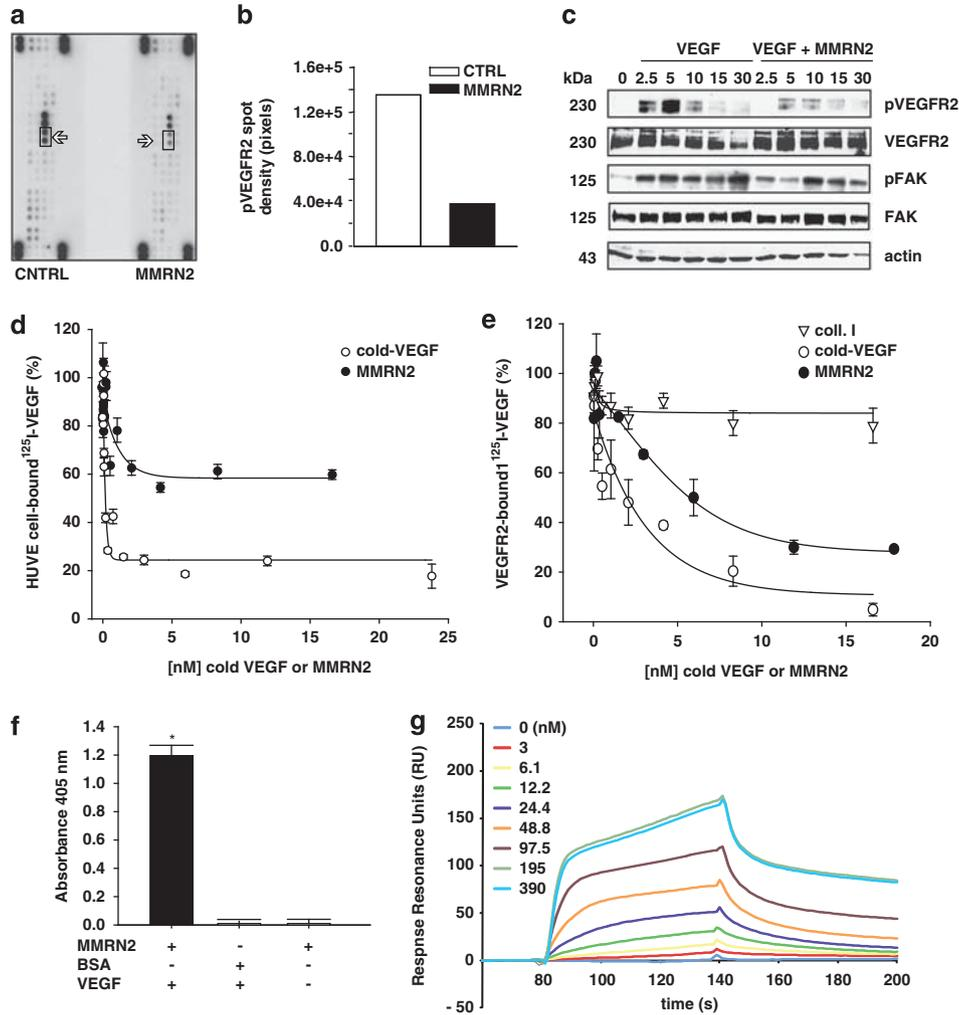 a
CNTRL MMRN2
b
1.6e+5
1.2e+5
8.0e+4
4.0e+4
0.0
pVEGFR2 spot
density (pixels)
CTRL
MMRN2
c
VEGF VEGF + MMRN2
kDa 0 2.5 5 10 15 30 2.5 5 10 15 30
230 pVEGFR2
230 VEGFR2
125 pFAK
125 FAK
43 actin
d
120
100
80
60
40
20
0
HUVE cell-bound125I-VEGF (%)
cold-VEGF
MMRN2
0 5 10 15 20 25
[nM] cold VEGF or MMRN2
e
120
100
80
60
40
20
0
VEGFR2-bound1125I-VEGF (%)
coll. I
cold-VEGF
MMRN2
0 5 10 15 20
[nM] cold VEGF or MMRN2
f
1.4
1.2
1.0
0.8
0.6
0.4
0.2
0.0
Absorbance 405 nm
*
MMRN2 + - +
BSA - + -
VEGF + + -
g
250
200
150
100
50
0
- 50
Respnse Resonance Units (RU)
0 (nM)
3
6.1
12.2
24.4
48.8
97.5
195
390
80 100 120 140 160 180 200
time (s)